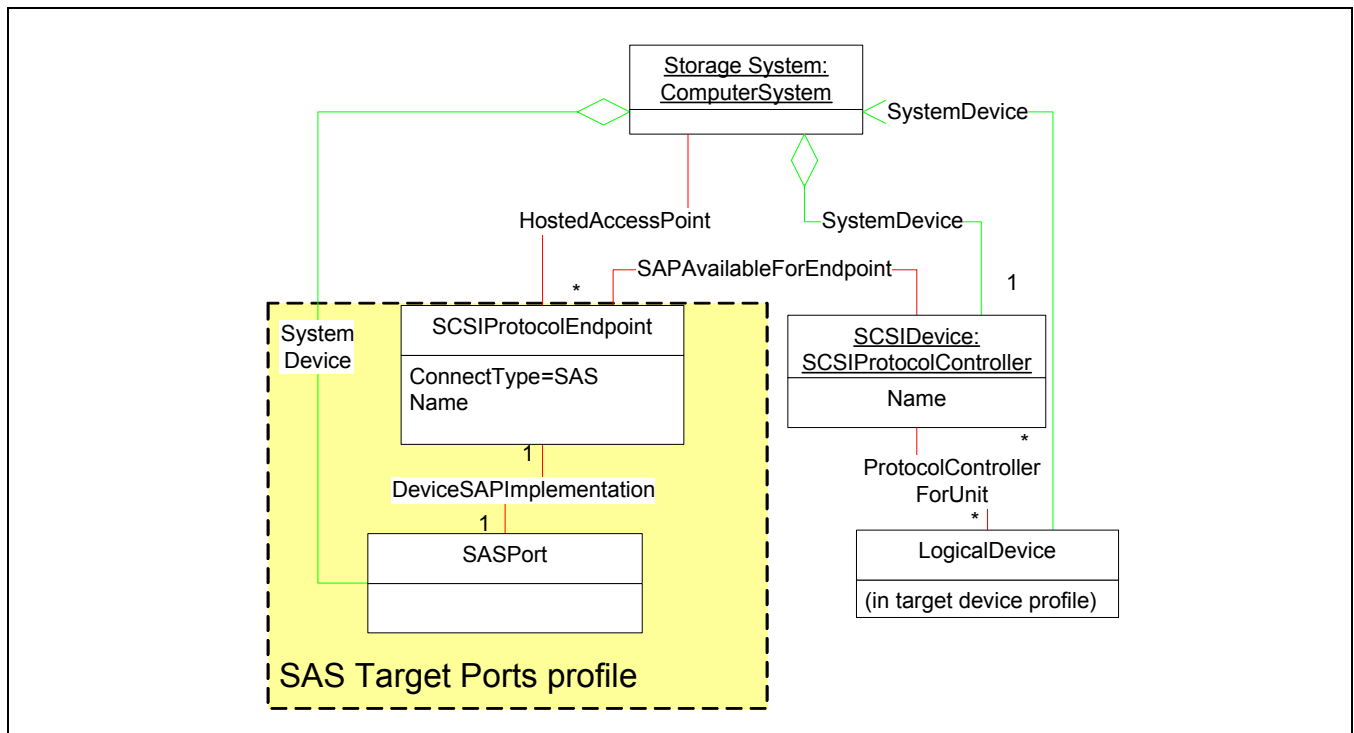 Storage System:
ComputerSystem
SystemDevice
HostedAccessPoint
SystemDevice
SAPAvailableForEndpoint
*
1
SCSIProtocolEndpoint
ConnectType=SAS
Name
System
Device
SCSIDevice:
SCSIProtocolController
Name
1
*
DeviceSAPImplementation
ProtocolController
ForUnit
1
*
SASPort
LogicalDevice
(in target device profile)
SAS Target Ports profile